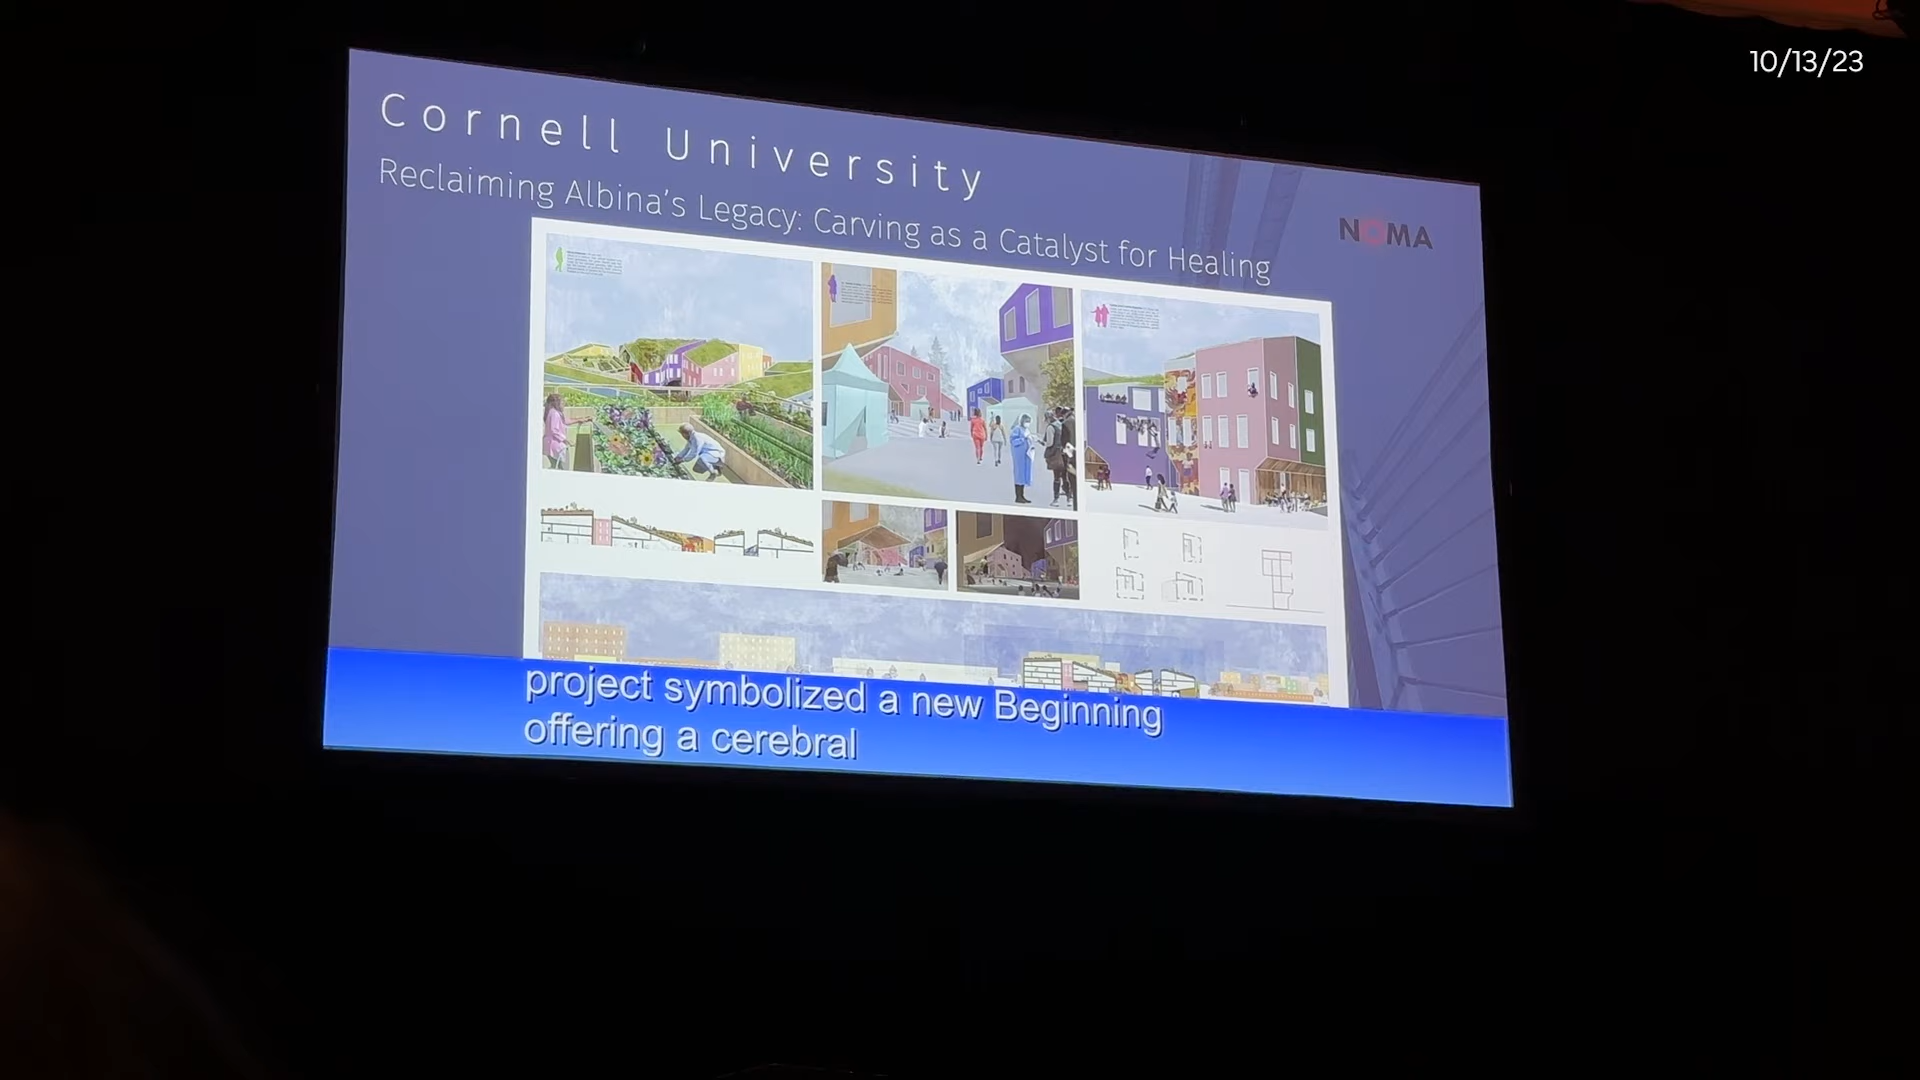 10/13/23
Cornell University
Reclaiming Albina's Legacy: Carving as a Catalyst for Healing
NOMA
project symbolized a new Beginning
offering a cerebral